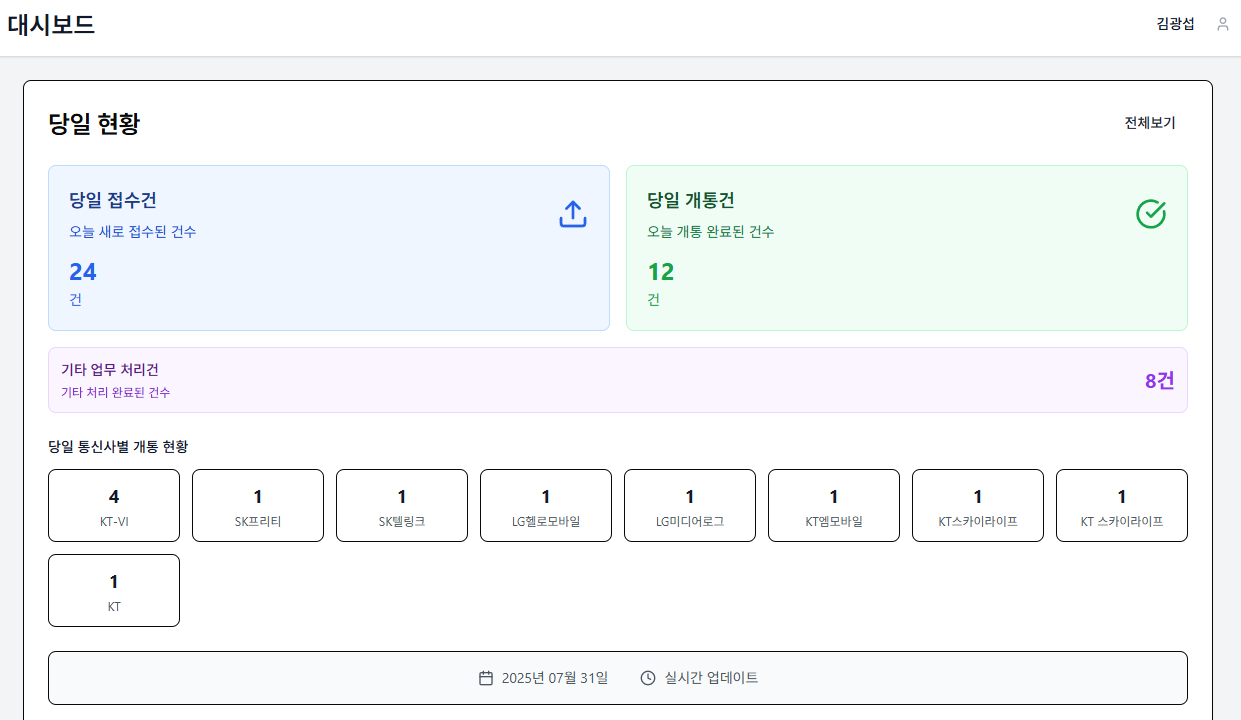 대시보드
김광섭
당일 현황
전체보기
당일 접수건
오늘 새로 접수된 건수
24
건
당일 개통건
오늘 개통 완료된 건수
12
건
기타 업무 처리건
기타 처리 완료된 건수
8건
당일 통신사별 개통 현황
4
KT-VI
1
SK프리티
1
SK텔링크
1
LG헬로모바일
1
LG미디어로그
1
KT엠모바일
1
KT스카이라이프
1
KT 스카이라이프
1
KT
2025년 07월 31일
실시간 업데이트